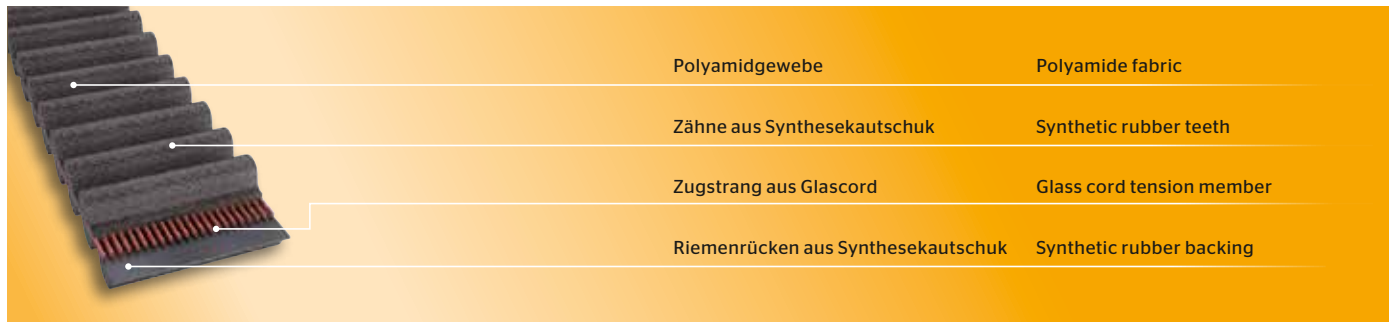 Polyamidgewebe Polyamide fabric
Zähne aus Synthesekautschuk Synthetic rubber teeth
Zugstrang aus Glascord Glass cord tension member
Riemenrücken aus Synthesekautschuk Synthetic rubber backing